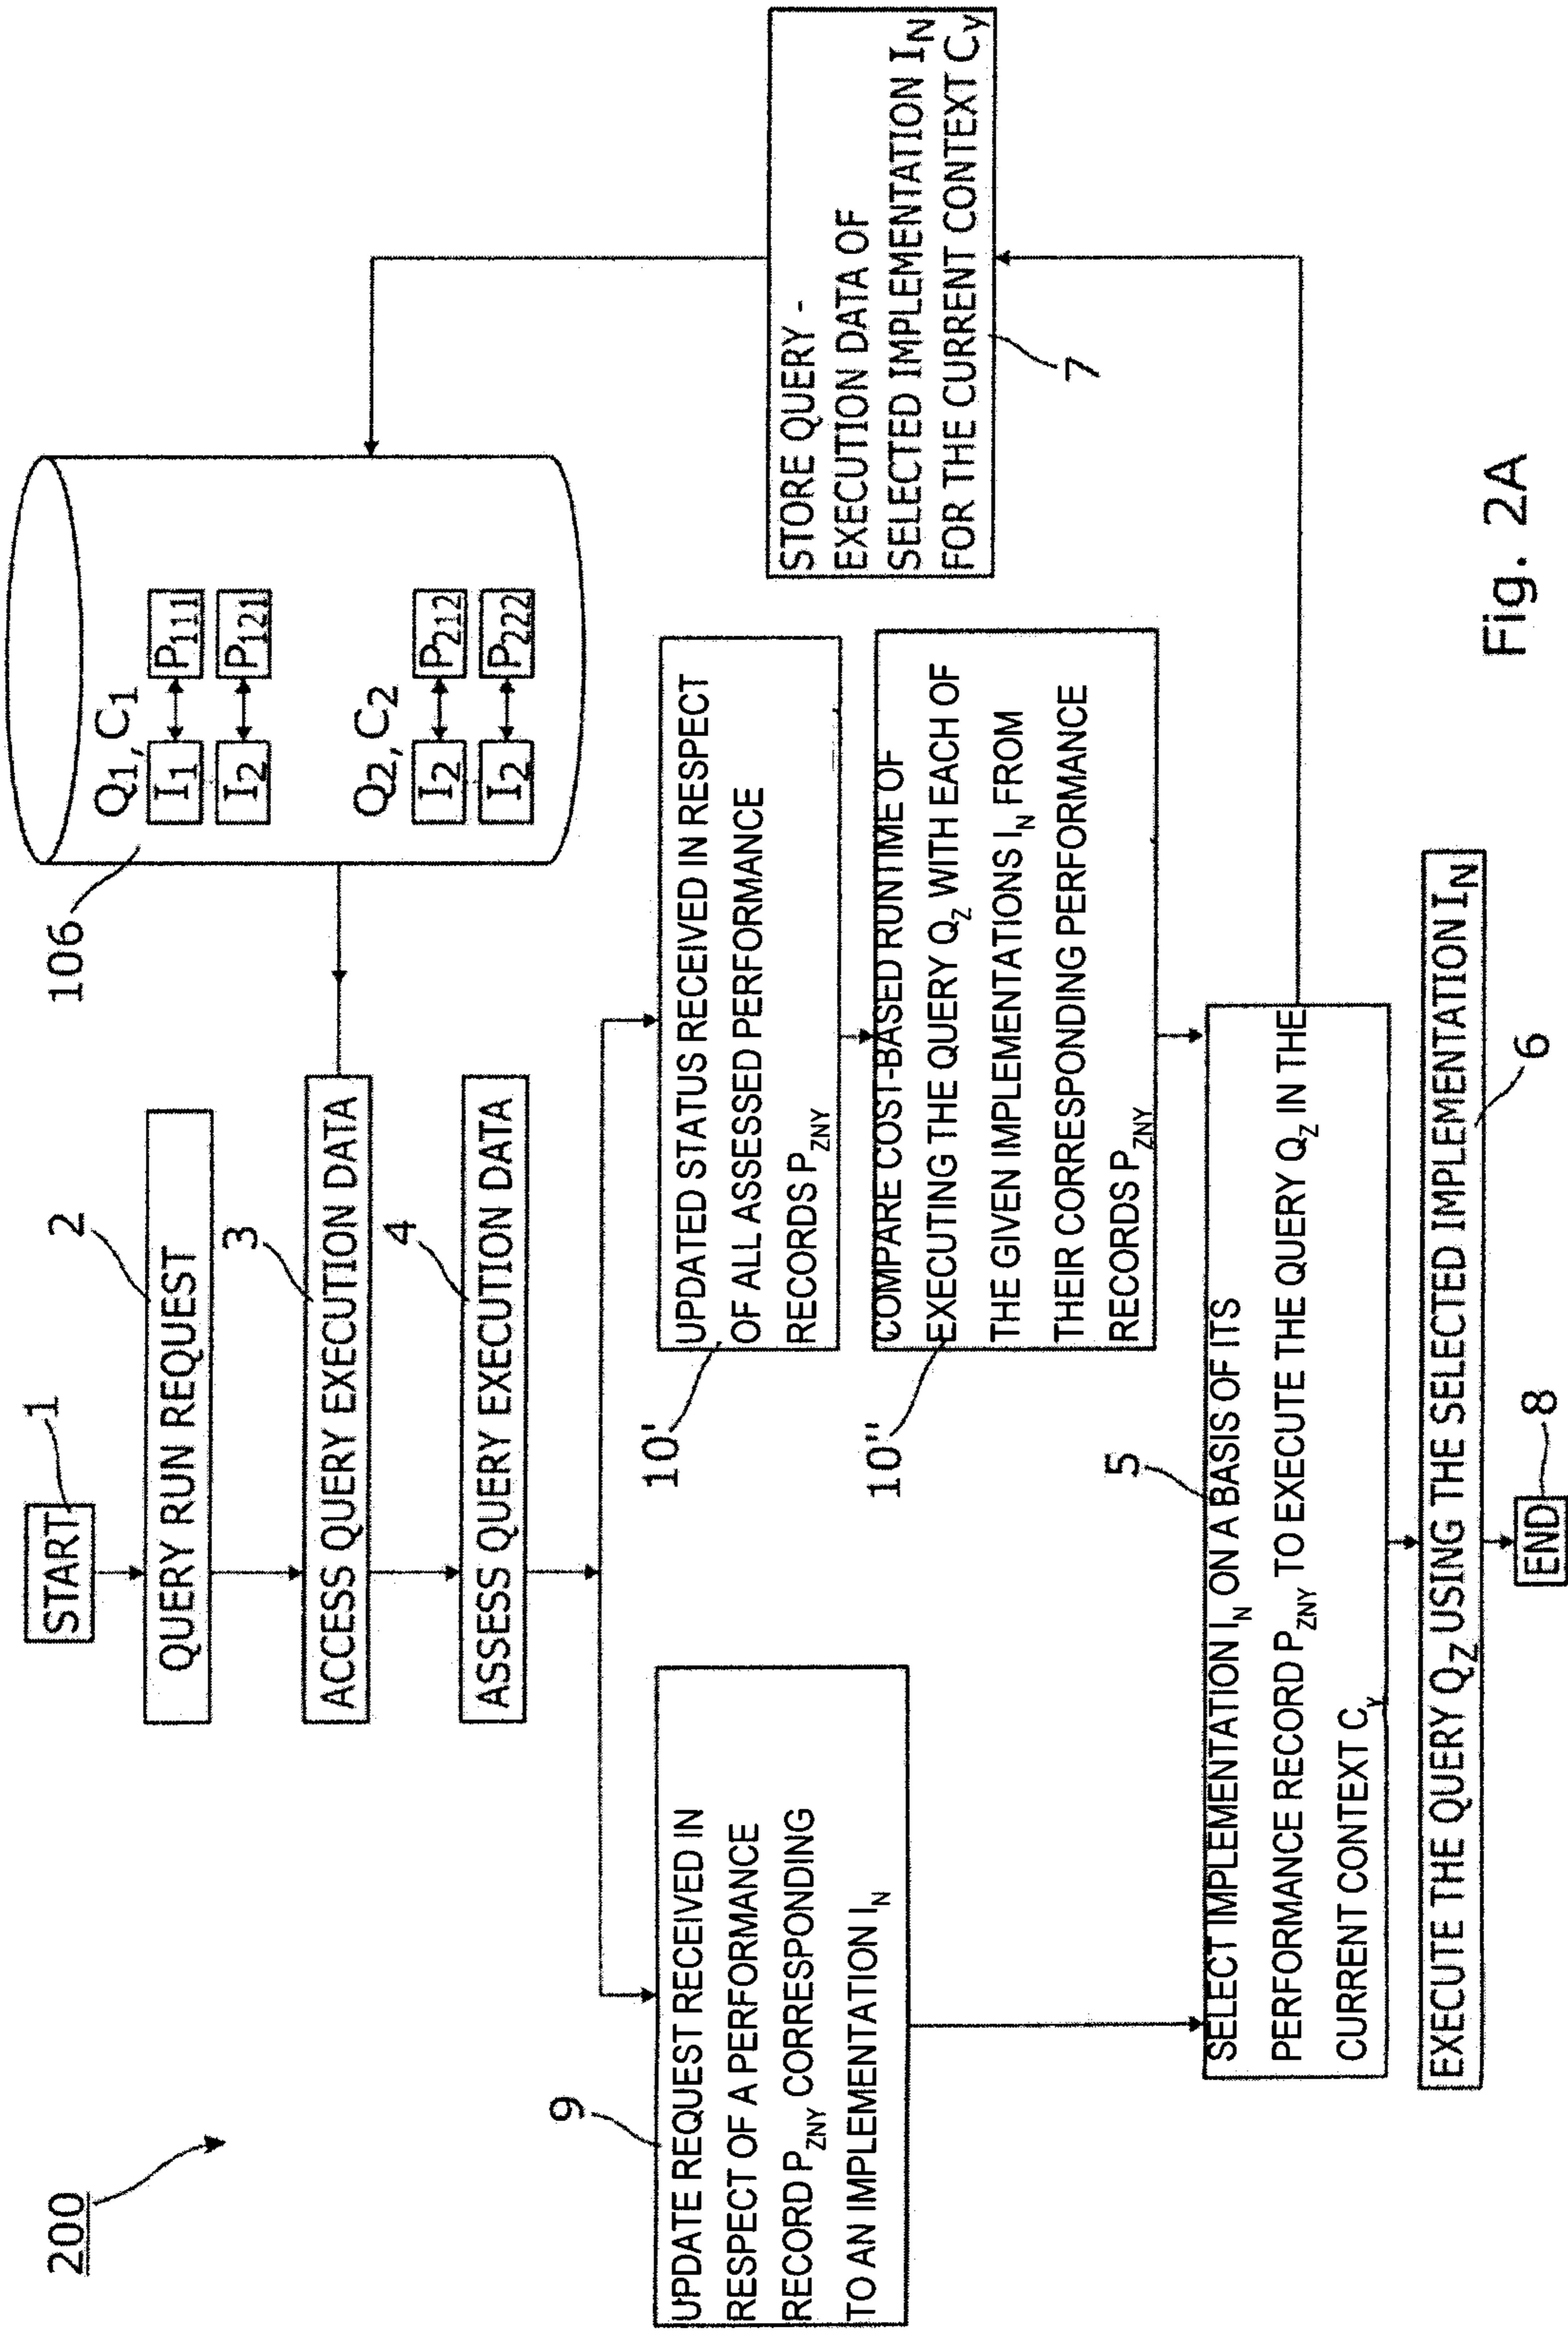 200
START
1
QUERY RUN REQUEST
2
ACCESS QUERY EXECUTION DATA
3
ASSESS QUERY EXECUTION DATA
4
106
Q1, C1
I1 P111
I2 P121
Q2, C2
I2 P212
I2 P222
9
UPDATE REQUEST RECEIVED IN
RESPECT OF A PERFORMANCE
RECORD PZNY CORRESPONDING
TO AN IMPLEMENTATION IN
10'
UPDATED STATUS RECEIVED IN RESPECT
OF ALL ASSESSED PERFORMANCE
RECORDS PZNY
10''
COMPARE COST-BASED RUNTIME OF
EXECUTING THE QUERY QZ WITH EACH OF
THE GIVEN IMPLEMENTATIONS IN FROM
THEIR CORRESPONDING PERFORMANCE
RECORDS PZNY
STORE QUERY -
EXECUTION DATA OF
SELECTED IMPLEMENTATION IN
FOR THE CURRENT CONTEXT Cy
7
5
SELECT IMPLEMENTATION IN ON A BASIS OF ITS
PERFORMANCE RECORD PZNY TO EXECUTE THE QUERY QZ IN THE
CURRENT CONTEXT CY
EXECUTE THE QUERY QZ USING THE SELECTED IMPLEMENTATION IN
6
END
8
Fig. 2A